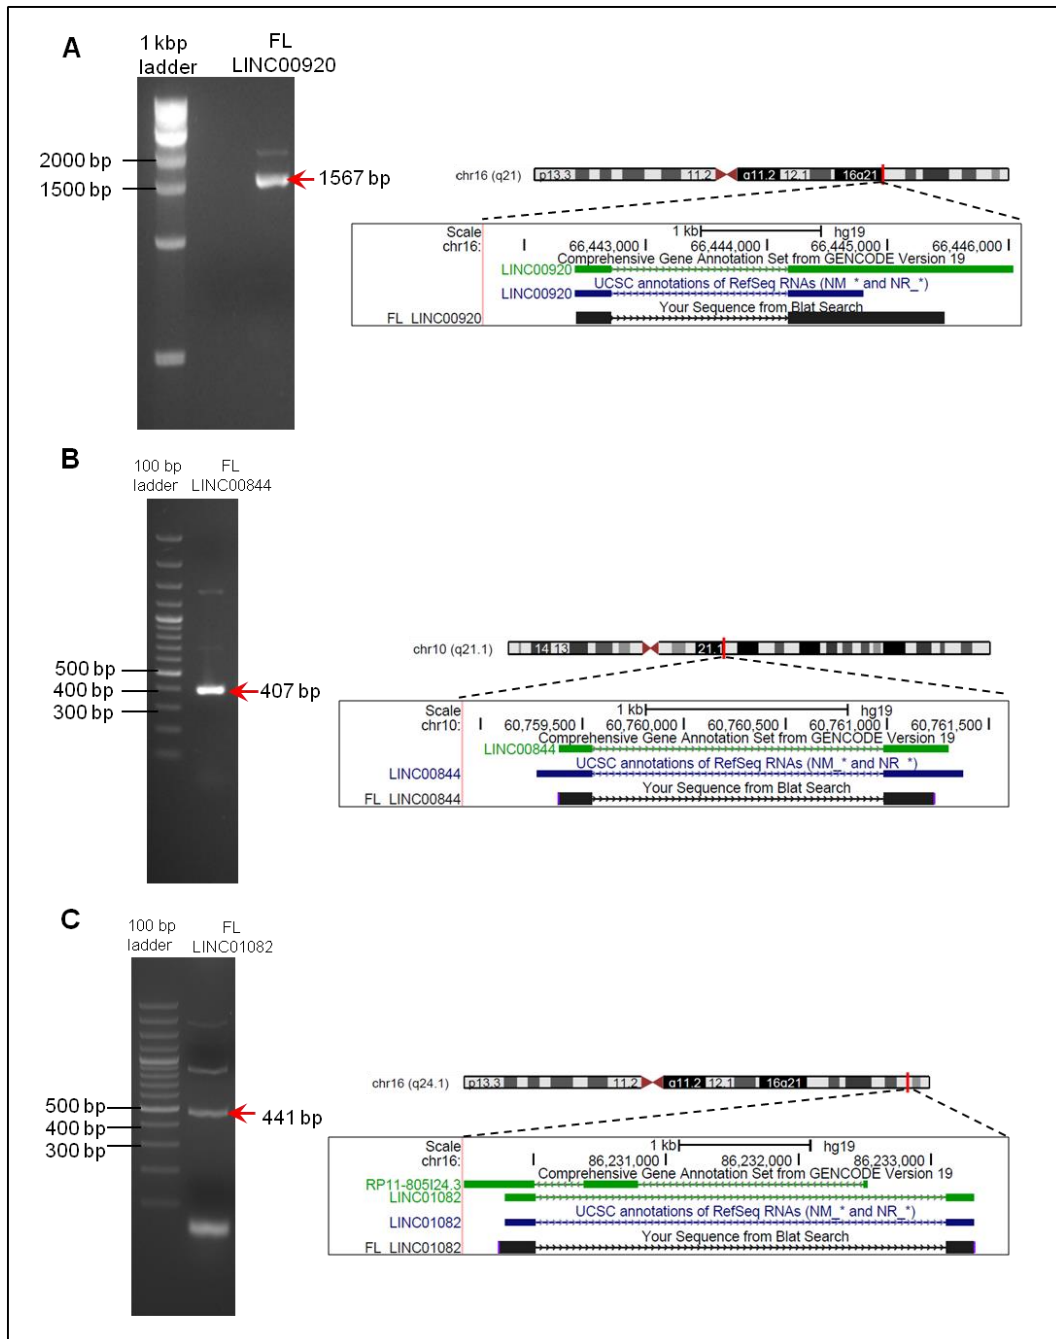 A
1 kbp
ladder
FL
LINC00920
2000 bp
1500 bp
1567 bp
chr16 (q21)
p13.3
11.2
q11.2
12.1
16q21
Scale
1 kb
hg19
chr16:
66,443,000
66,444,000
66,445,000
66,446,000
Comprehensive Gene Annotation Set from GENCODE Version 19
LINC00920
UCSC annotations of RefSeq RNAs (NM_* and NR_*)
LINC00920
Your Sequence from Blat Search
FL_LINC00920
B
100 bp
ladder
FL
LINC00844
500 bp
400 bp
300 bp
407 bp
chr10 (q21.1)
14
13
21.1
Scale
1 kb
hg19
chr10:
60,759,500
60,760,000
60,760,500
60,761,000
60,761,500
Comprehensive Gene Annotation Set from GENCODE Version 19
LINC00844
UCSC annotations of RefSeq RNAs (NM_* and NR_*)
LINC00844
Your Sequence from Blat Search
FL_LINC00844
C
100 bp
ladder
FL
LINC01082
500 bp
400 bp
300 bp
441 bp
chr16 (q24.1)
p13.3
11.2
q11.2
12.1
16q21
Scale
1 kb
hg19
chr16:
86,231,000
86,232,000
86,233,000
Comprehensive Gene Annotation Set from GENCODE Version 19
RP11-805I24.3
LINC01082
UCSC annotations of RefSeq RNAs (NM_* and NR_*)
LINC01082
Your Sequence from Blat Search
FL_LINC01082